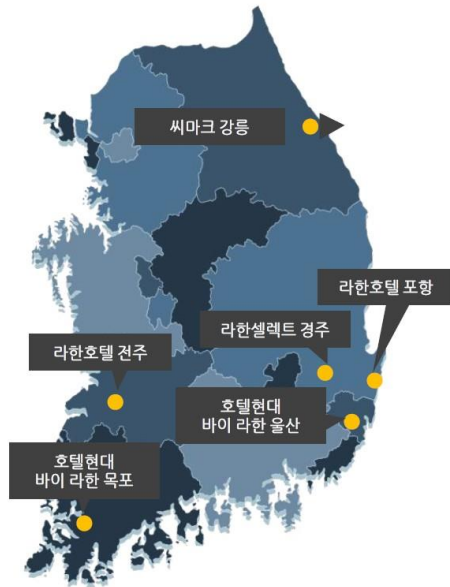 씨마크 강릉
라한호텔 포항
라한셀렉트 경주
라한호텔 전주
호텔현대
바이 라한 울산
호텔현대
바이 라한 목포